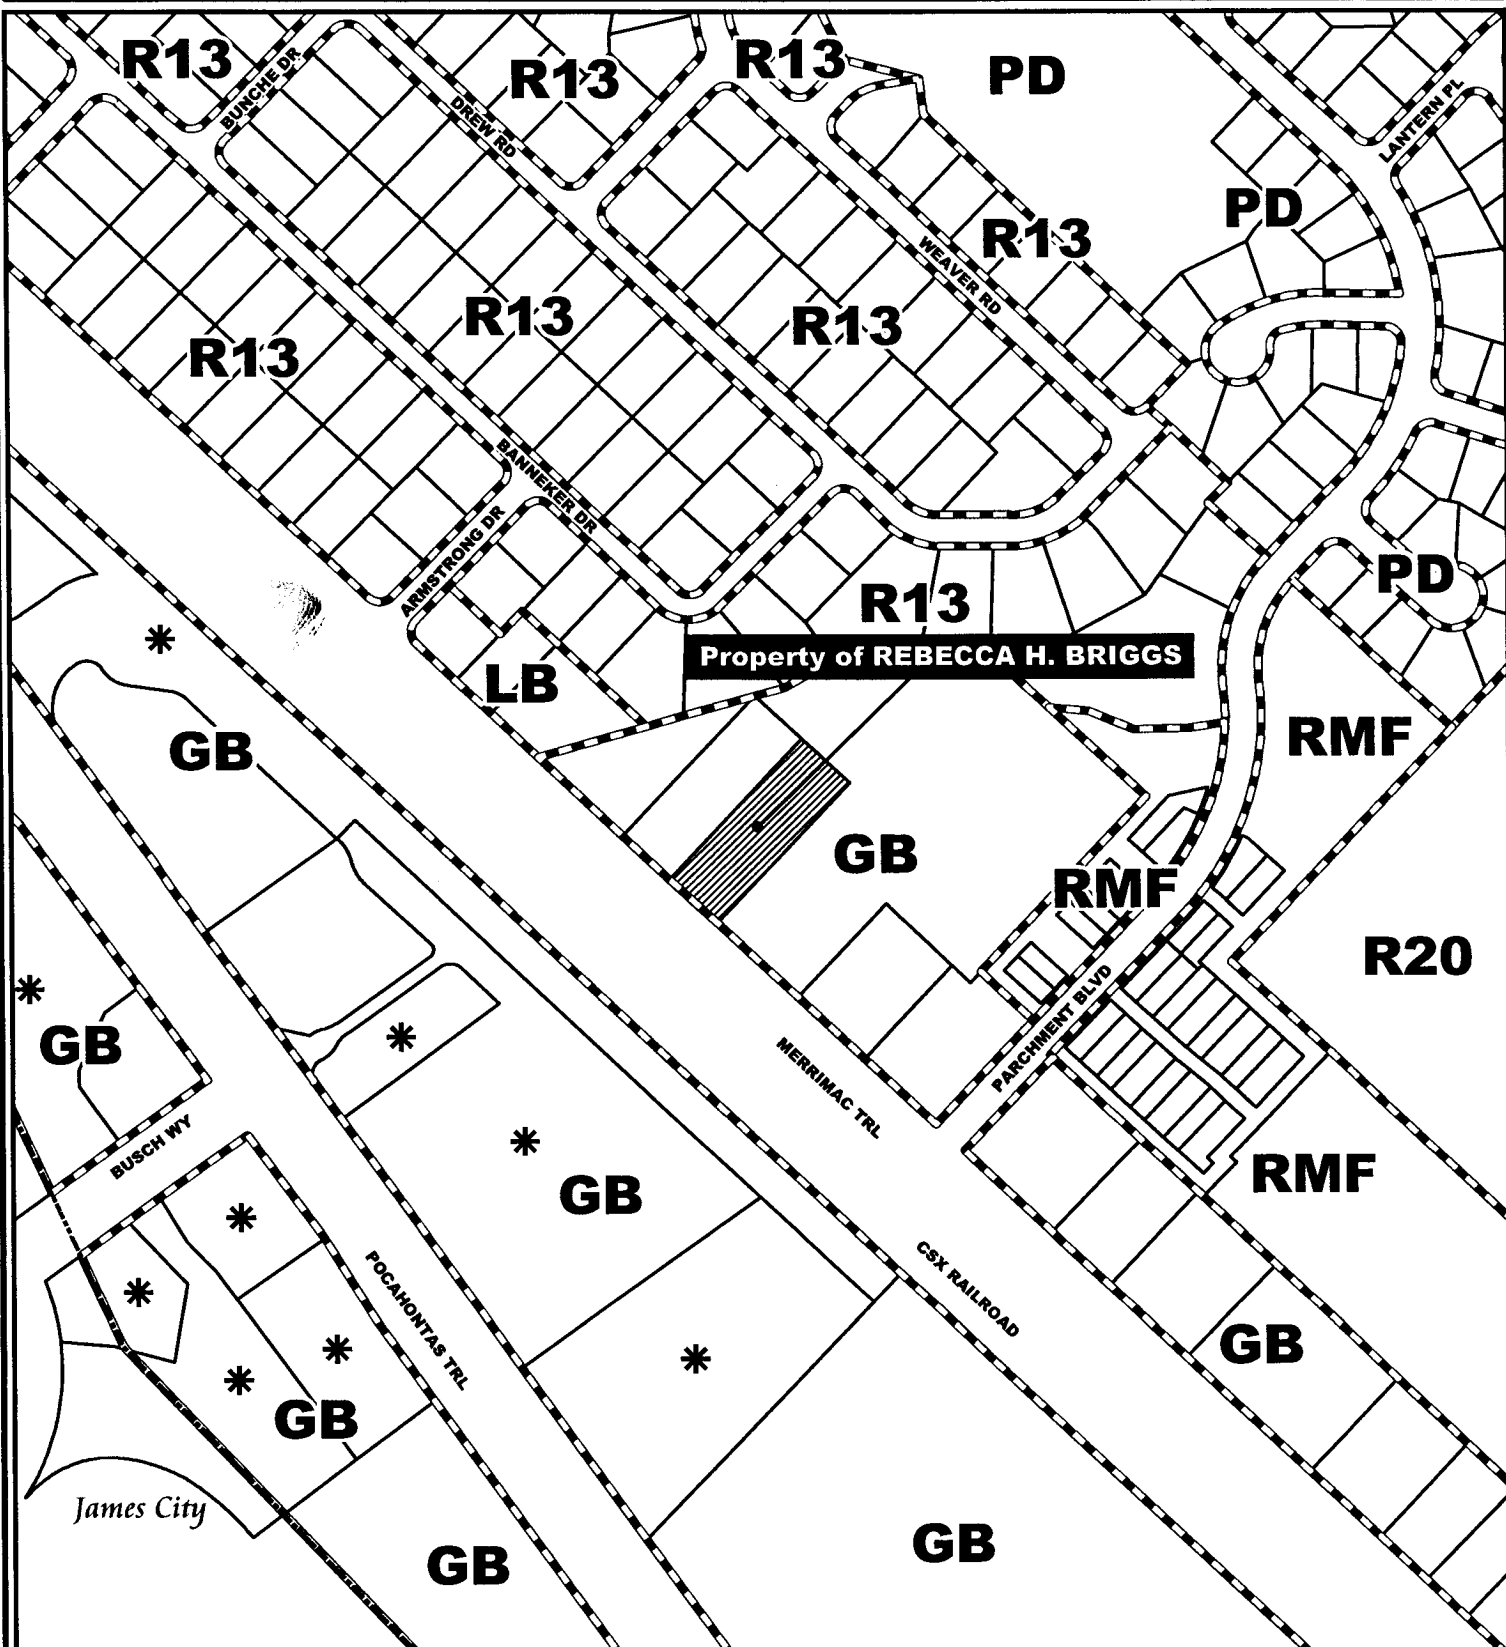 R13
R13
R13
PD
BUNCHE DR
DREW RD
LANTERN PL
PD
R13
WEAVER RD
R13
R13
R13
BANNEKER DR
ARMSTRONG DR
PD
R13
Property of REBECCA H. BRIGGS
LB
GB
RMF
GB
RMF
R20
GB
PARCHMENT BLVD
MERRIMAC TRL
BUSCH WY
GB
RMF
POCAHONTAS TRL
CSX RAILROAD
GB
GB
James City
GB
GB